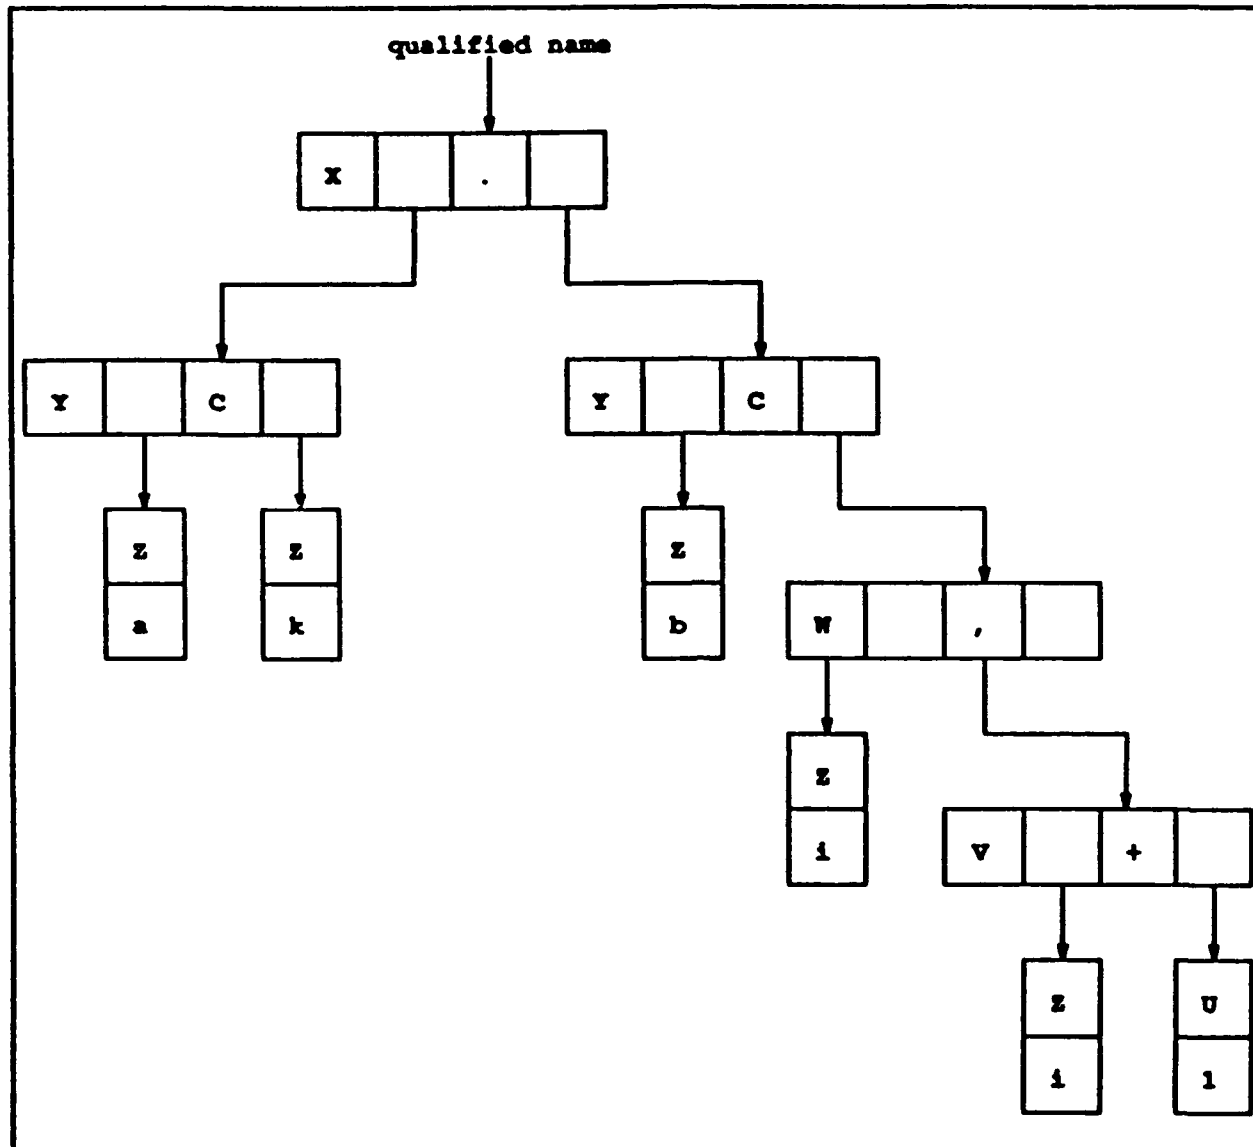 qualified name
X .
Y C Y C
Z Z Z
a k b
W ,
Z
i
V +
Z U
i 1